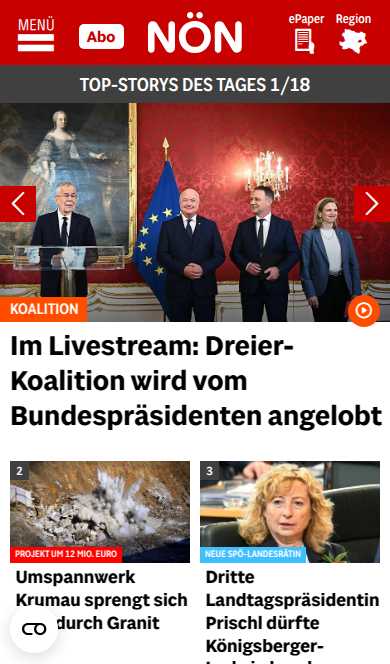 MENÜ
Abo
NÖN
ePaper
Region
TOP-STORYS DES TAGES 1/18
KOALITION
Im Livestream: Dreier-
Koalition wird vom
Bundespräsidenten angelobt
2
PROJEKT UM 12 MIO. EURO
Umspannwerk
Krumau sprengt sich
durch Granit
3
NEUE SPÖ-LANDESRÄTIN
Dritte
Landtagspräsidentin
Prischl dürfte
Königsberger-